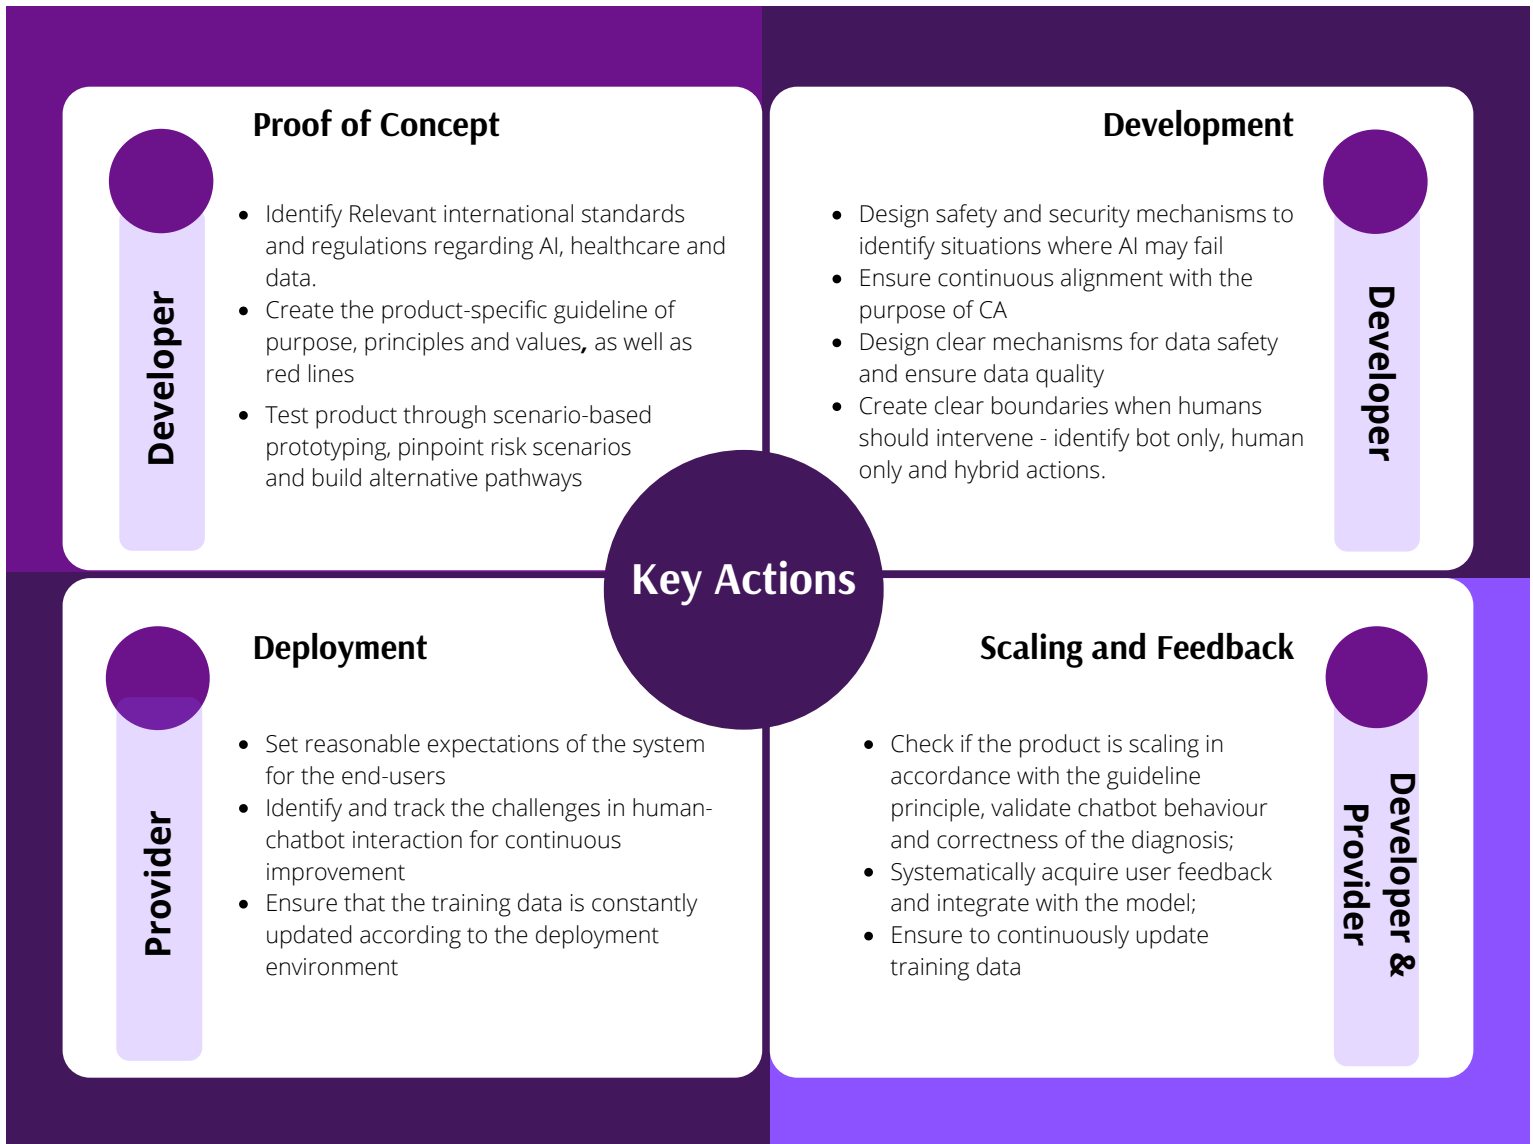 Proof of Concept
Developer
Identify Relevant international standards
and regulations regarding AI, healthcare and
data.
Create the product-specific guideline of
purpose, principles and values, as well as
red lines
Test product through scenario-based
prototyping, pinpoint risk scenarios
and build alternative pathways
Development
Design safety and security mechanisms to
identify situations where AI may fail
Ensure continuous alignment with the
purpose of CA
Design clear mechanisms for data safety
and ensure data quality
Create clear boundaries when humans
should intervene - identify bot only, human
only and hybrid actions.
Developer
Key Actions
Deployment
Provider
Set reasonable expectations of the system
for the end-users
Identify and track the challenges in human-
chatbot interaction for continuous
improvement
Ensure that the training data is constantly
updated according to the deployment
environment
Scaling and Feedback
Check if the product is scaling in
accordance with the guideline
principle, validate chatbot behaviour
and correctness of the diagnosis;
Systematically acquire user feedback
and integrate with the model;
Ensure to continuously update
training data
Developer &
Provider